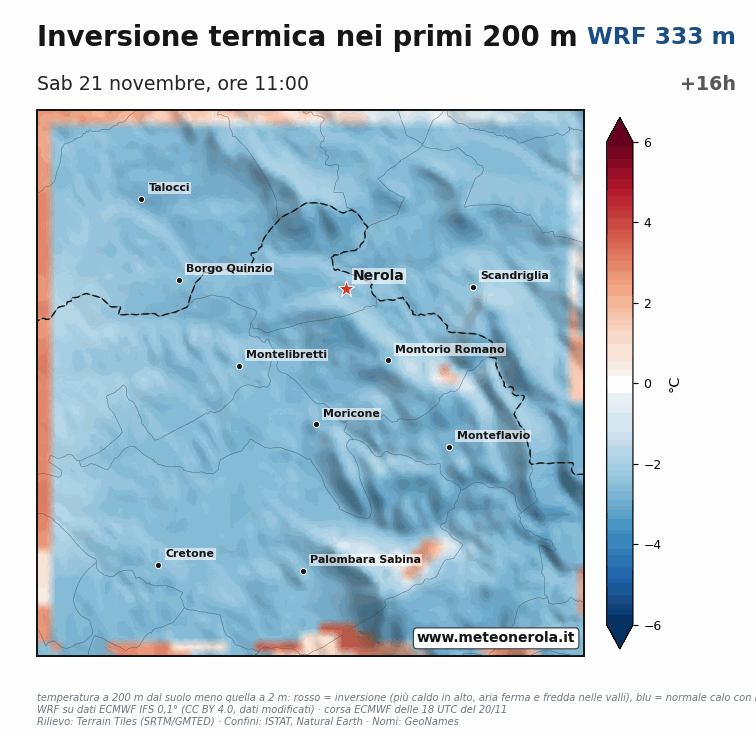 Inversione termica nei primi 200 m WRF 333 m
Sab 21 novembre, ore 11:00 +16h
Talocci
Borgo Quinzio
Nerola
Scandriglia
Montelibretti
Montorio Romano
Moricone
Monteflavio
Cretone
Palombara Sabina
www.meteonerola.it
6
4
2
0
−2
−4
−6
°C
temperatura a 200 m dal suolo meno quella a 2 m: rosso = inversione (più caldo in alto, aria ferma e fredda nelle valli), blu = normale calo con
WRF su dati ECMWF IFS 0,1° (CC BY 4.0, dati modificati) · corsa ECMWF delle 18 UTC del 20/11
Rilievo: Terrain Tiles (SRTM/GMTED) · Confini: ISTAT, Natural Earth · Nomi: GeoNames